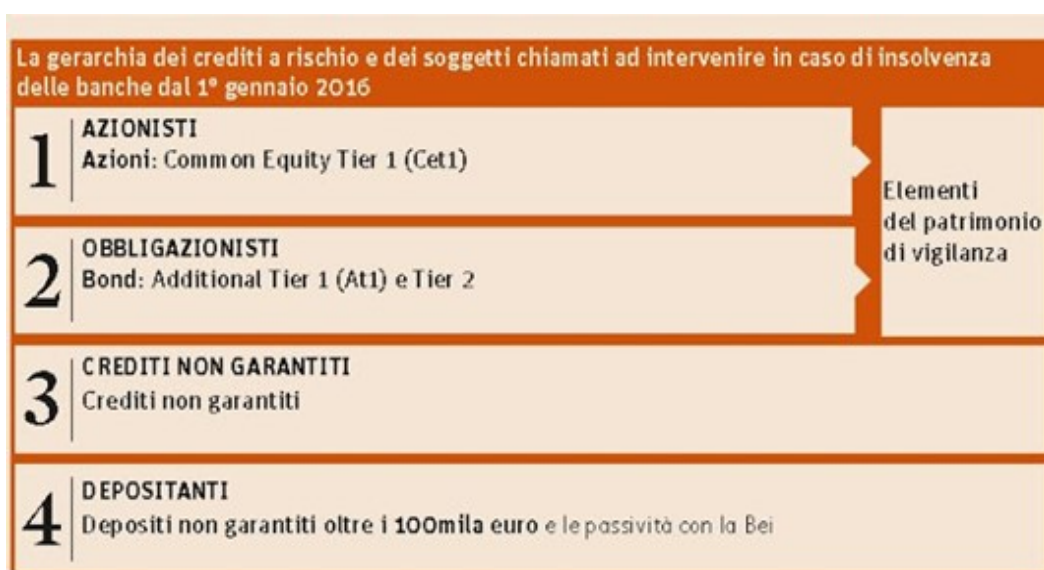 La gerarchia dei crediti a rischio e dei soggetti chiamati ad intervenire in caso di insolvenza
delle banche dal 1° gennaio 2016
1
AZIONISTI
Azioni: Common Equity Tier 1 (Cet1)
2
OBBLIGAZIONISTI
Bond: Additional Tier 1 (At1) e Tier 2
Elementi
del patrimonio
di vigilanza
3
CREDITI NON GARANTITI
Crediti non garantiti
4
DEPOSITANTI
Depositi non garantiti oltre i 100mila euro e le passività con la Bei